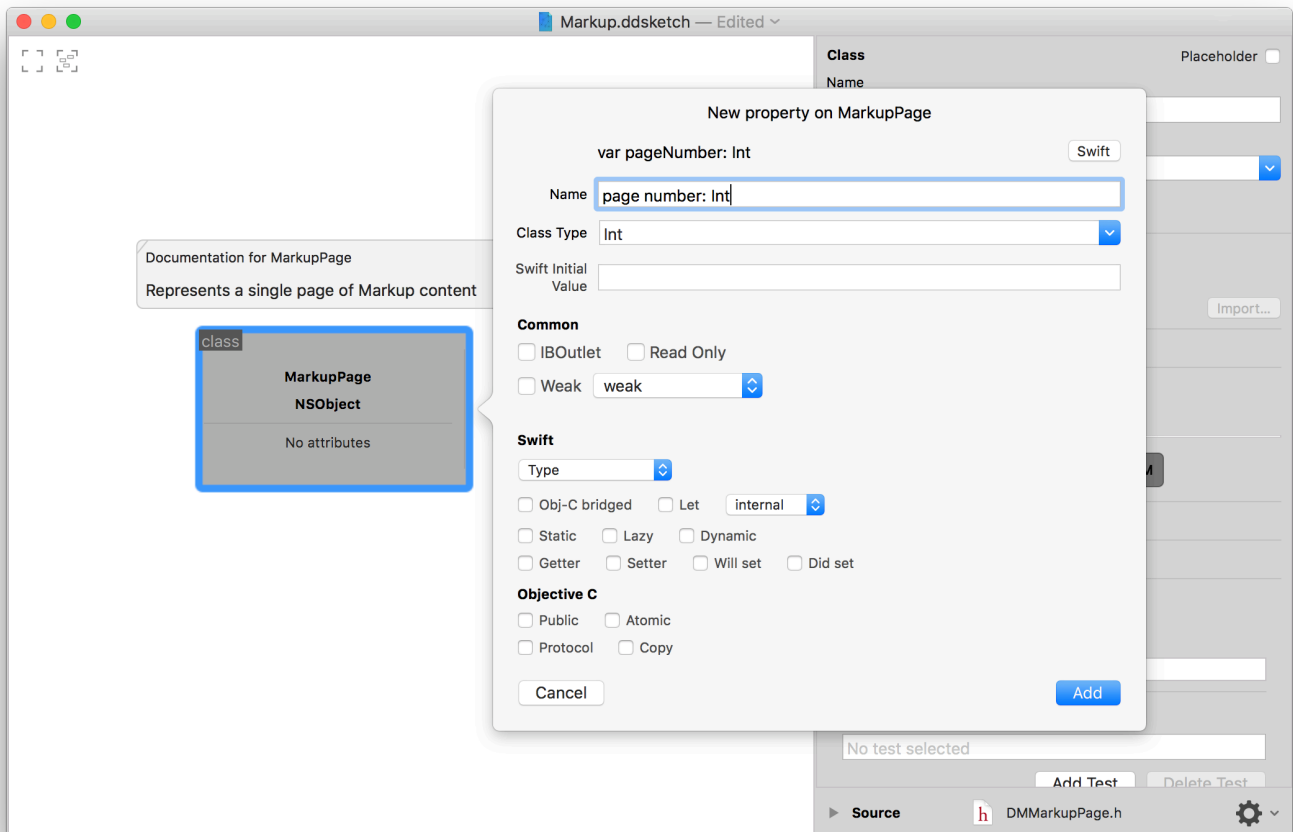 Markup.ddsketch — Edited
Class
Placeholder
Name
New property on MarkupPage
var pageNumber: Int
Swift
Name
page number: Int
Class Type
Int
Swift Initial
Value
Documentation for MarkupPage
Represents a single page of Markup content
Import...
class
MarkupPage
NSObject
No attributes
Common
IBOutlet
Read Only
Weak
weak
Swift
Type
Obj-C bridged
Let
internal
Static
Lazy
Dynamic
Getter
Setter
Will set
Did set
Objective C
Public
Atomic
Protocol
Copy
Cancel
Add
No test selected
Add Test
Delete Test
Source
h
DMMarkupPage.h